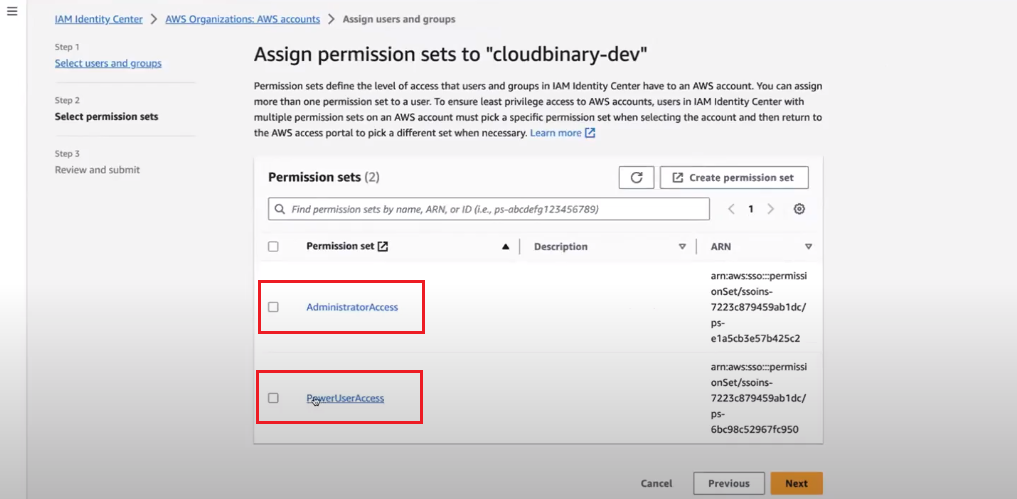 IAM Identity Center > AWS Organizations: AWS accounts > Assign users and groups
Step 1
Select users and groups
Step 2
Select permission sets
Step 3
Review and submit
Assign permission sets to "cloudbinary-dev"
Permission sets define the level of access that users and groups in IAM Identity Center have to an AWS account. You can assign
more than one permission set to a user. To ensure least privilege access to AWS accounts, users in IAM Identity Center with
multiple permission sets on an AWS account must pick a specific permission set when selecting the account and then return to
the AWS access portal to pick a different set when necessary. Learn more
Permission sets (2)
Create permission set
Find permission sets by name, ARN, or ID (i.e., ps-abcdefg123456789)
1
Permission set
Description
ARN
AdministratorAccess
arn:aws:sso:::permissi
onSet/ssoins-
7223c879459ab1dc/
ps-
e1a5cb3e57b425c2
PowerUserAccess
arn:aws:sso:::permissi
onSet/ssoins-
7223c879459ab1dc/
ps-
6bc98c52967fc950
Cancel
Previous
Next